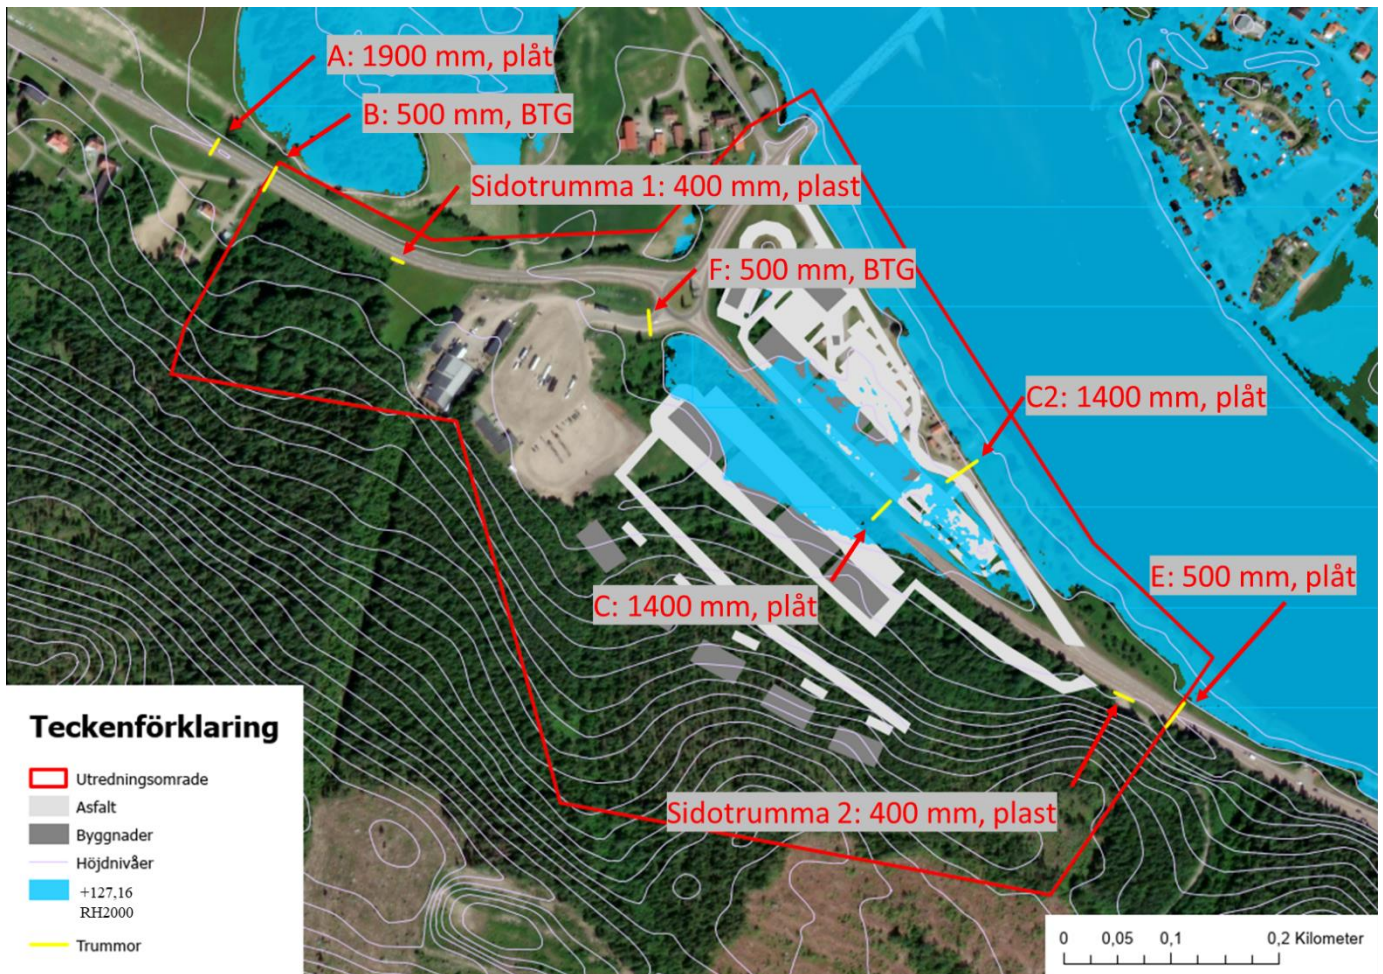 A: 1900 mm, plåt
B: 500 mm, BTG
Sidotrumma 1: 400 mm, plast
F: 500 mm, BTG
C2: 1400 mm, plåt
E: 500 mm, plåt
C: 1400 mm, plåt
Sidotrumma 2: 400 mm, plast
Teckenförklaring
Utredningsomrade
Asfalt
Byggnader
Höjdnivåer
+127,16
RH2000
Trummor
0 0,05 0,1 0,2 Kilometer